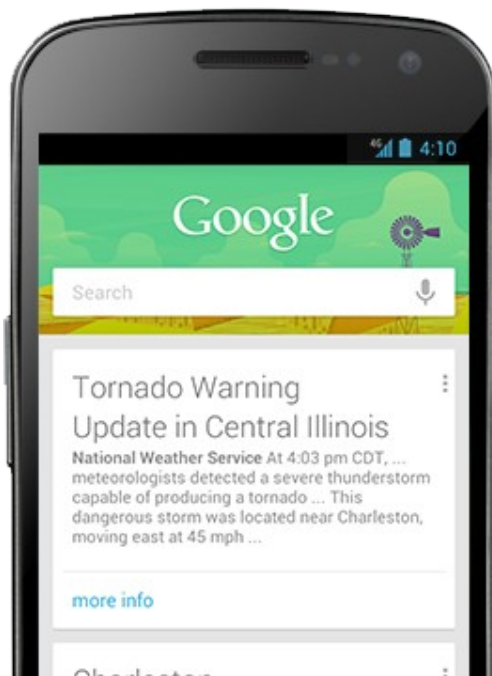 4G 4:10
Google
Search
Tornado Warning
Update in Central Illinois
National Weather Service At 4:03 pm CDT, ...
meteorologists detected a severe thunderstorm
capable of producing a tornado ... This
dangerous storm was located near Charleston,
moving east at 45 mph ...
more info
Charleston